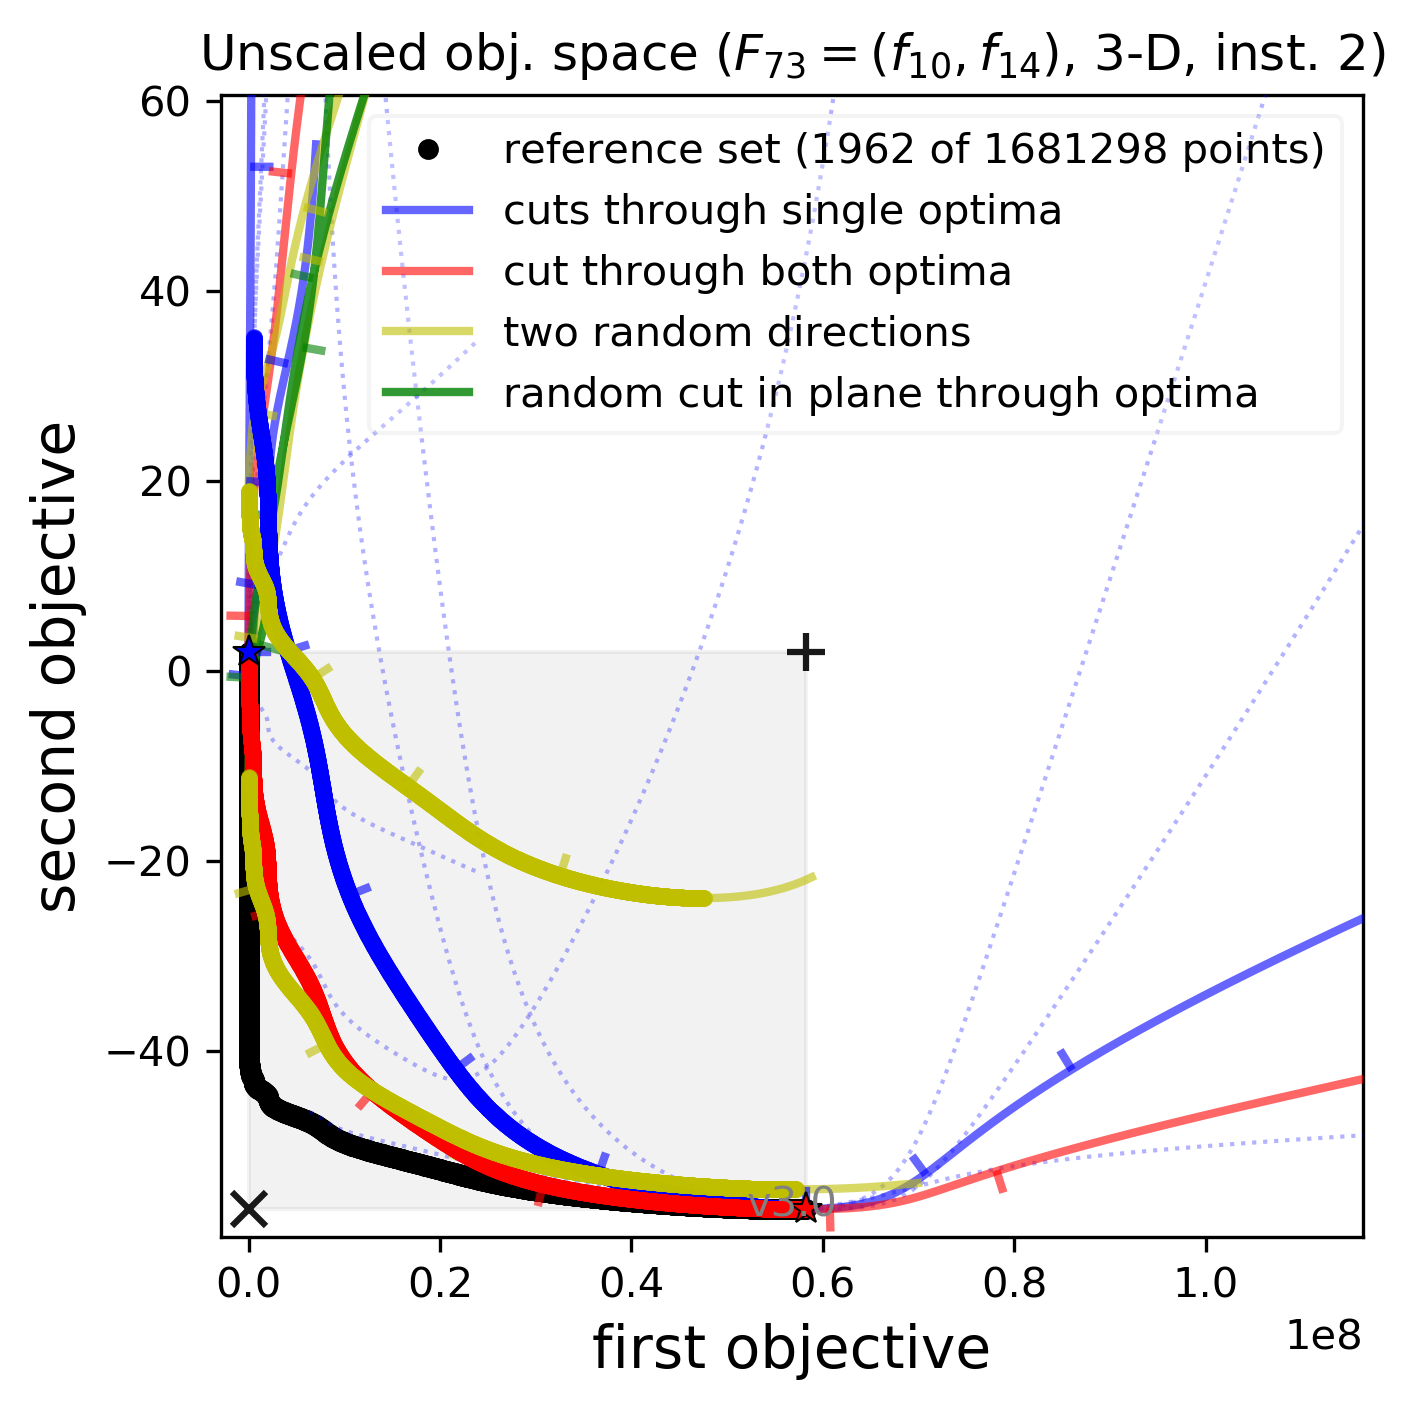 Unscaled obj. space (F₇₃ = (f₁₀, f₁₄), 3-D, inst. 2)
60
40
20
0
−20
−40
second objective
reference set (1962 of 1681298 points)
cuts through single optima
cut through both optima
two random directions
random cut in plane through optima
v3.0
0.0 0.2 0.4 0.6 0.8 1.0
1e8
first objective